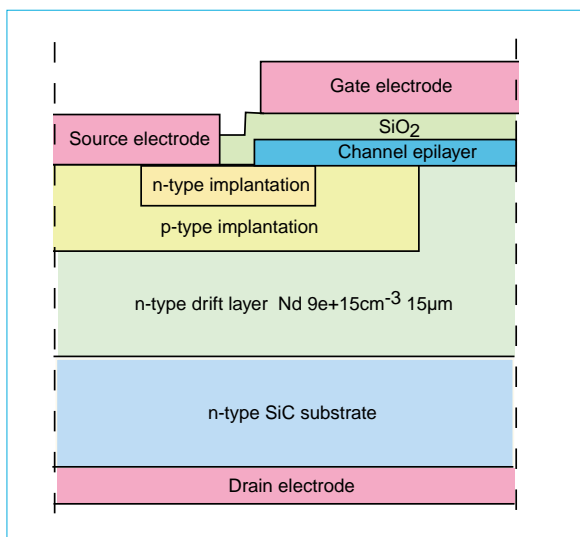 Gate electrode
SiO2
Source electrode
Channel epilayer
n-type implantation
p-type implantation
n-type drift layer Nd 9e+15cm-3 15µm
n-type SiC substrate
Drain electrode